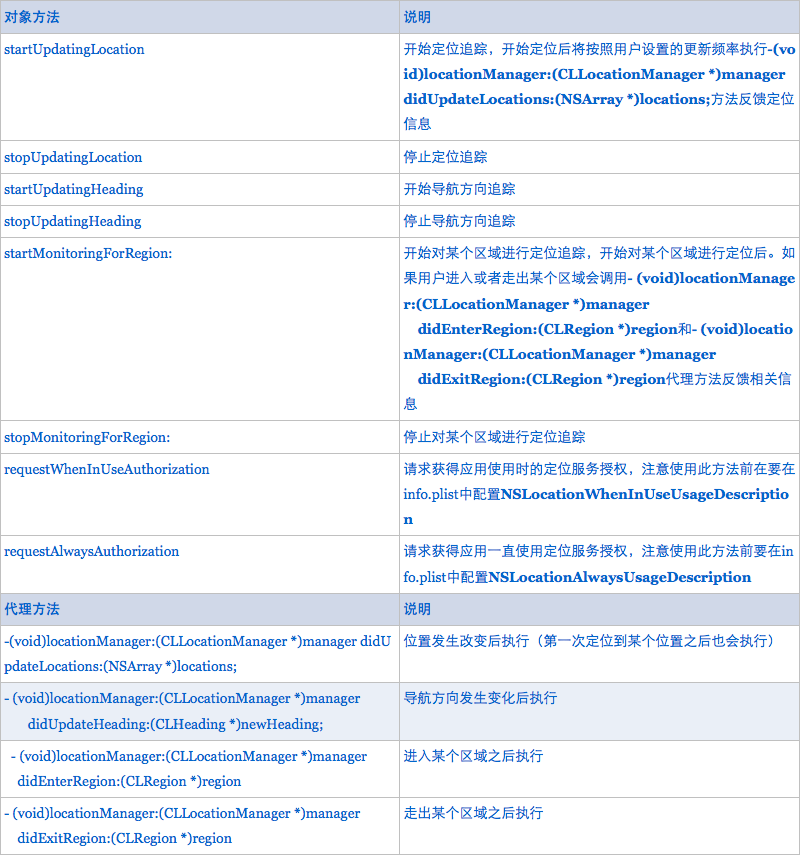 对象方法
说明
startUpdatingLocation
开始定位追踪，开始定位后将按照用户设置的更新频率执行-(vo
id)locationManager:(CLLocationManager *)manager
didUpdateLocations:(NSArray *)locations;方法反馈定位
信息
stopUpdatingLocation
停止定位追踪
startUpdatingHeading
开始导航方向追踪
stopUpdatingHeading
停止导航方向追踪
startMonitoringForRegion:
开始对某个区域进行定位追踪，开始对某个区域进行定位后。如
果用户进入或者走出某个区域会调用- (void)locationManage
r:(CLLocationManager *)manager
didEnterRegion:(CLRegion *)region和- (void)locatio
nManager:(CLLocationManager *)manager
didExitRegion:(CLRegion *)region代理方法反馈相关信
息
stopMonitoringForRegion:
停止对某个区域进行定位追踪
requestWhenInUseAuthorization
请求获得应用使用时的定位服务授权，注意使用此方法前在要在
info.plist中配置NSLocationWhenInUseUsageDescriptio
n
requestAlwaysAuthorization
请求获得应用一直使用定位服务授权，注意使用此方法前要在in
fo.plist中配置NSLocationAlwaysUsageDescription
代理方法
说明
-(void)locationManager:(CLLocationManager *)manager didU
pdateLocations:(NSArray *)locations;
位置发生改变后执行（第一次定位到某个位置之后也会执行）
- (void)locationManager:(CLLocationManager *)manager
didUpdateHeading:(CLHeading *)newHeading;
导航方向发生变化后执行
- (void)locationManager:(CLLocationManager *)manager
didEnterRegion:(CLRegion *)region
进入某个区域之后执行
- (void)locationManager:(CLLocationManager *)manager
didExitRegion:(CLRegion *)region
走出某个区域之后执行